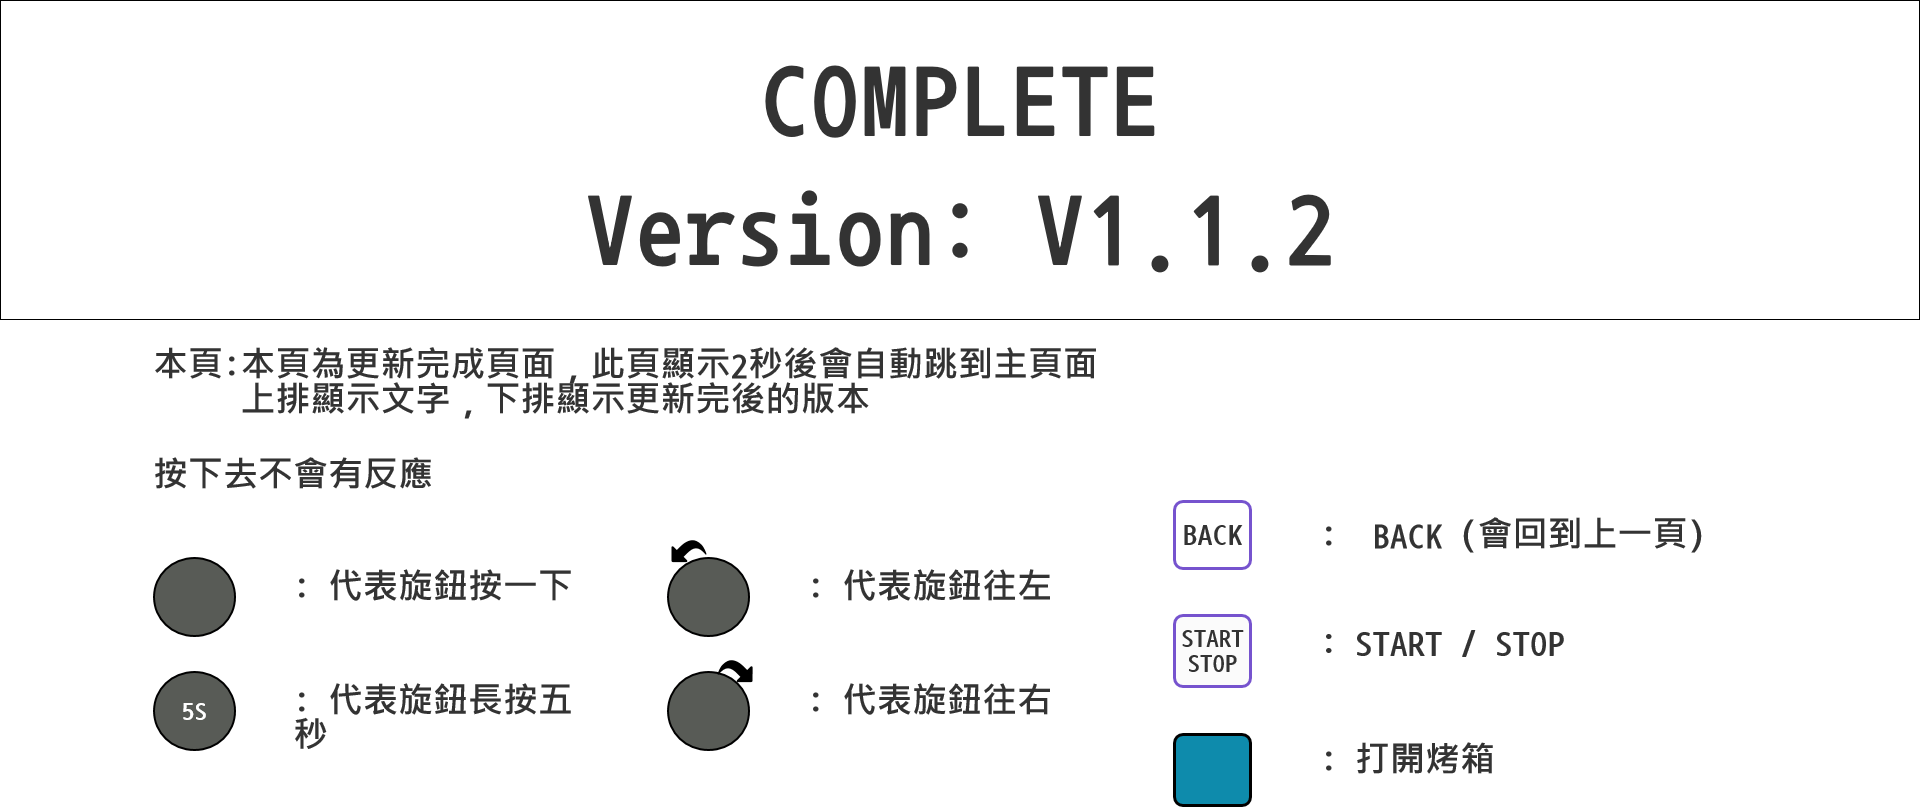 COMPLETE
Version: V1.1.2
本頁:本頁為更新完成頁面，此頁顯示2秒後會自動跳到主頁面
上排顯示文字，下排顯示更新完後的版本
按下去不會有反應
BACK : BACK (會回到上一頁)
: 代表旋鈕按一下
: 代表旋鈕往左
START
STOP
: START / STOP
5S : 代表旋鈕長按五
秒
: 代表旋鈕往右
: 打開烤箱